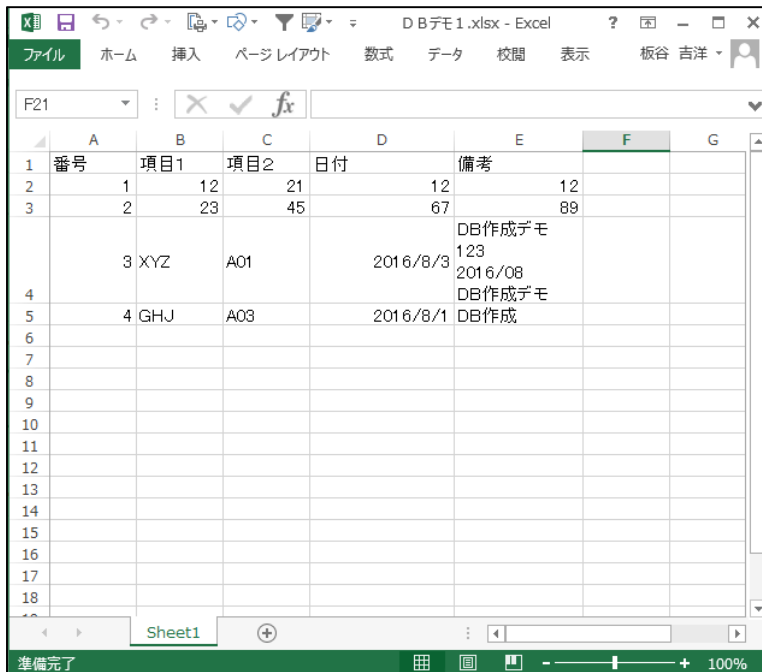 ＤＢデモ１.xlsx - Excel ?
ファイル ホーム 挿入 ページ レイアウト 数式 データ 校閲 表示 板谷 吉洋
F21 fx
A B C D E F G
1 番号 項目1 項目2 日付 備考
2 1 12 21 12 12
3 2 23 45 67 89
4 3 XYZ A01 2016/8/3 DB作成デモ
123
2016/08
DB作成デモ
5 4 GHJ A03 2016/8/1 DB作成
6
7
8
9
10
11
12
13
14
15
16
17
18
Sheet1
準備完了 100%